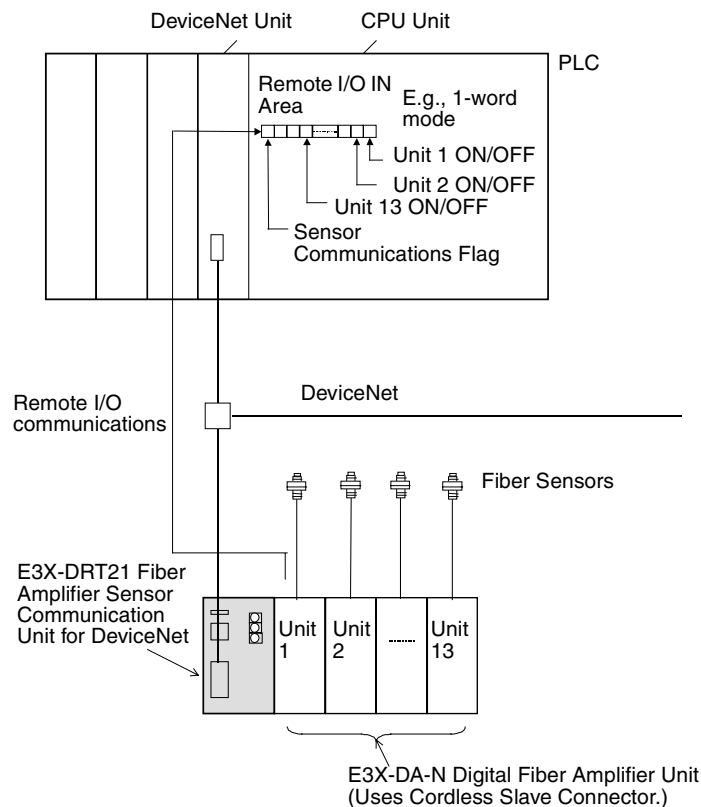 DeviceNet Unit
CPU Unit
PLC
Remote I/O IN
Area
E.g., 1-word
mode
Unit 1 ON/OFF
Unit 2 ON/OFF
Unit 13 ON/OFF
Sensor
Communications Flag
Remote I/O
communications
DeviceNet
Fiber Sensors
E3X-DRT21 Fiber
Amplifier Sensor
Communication
Unit for DeviceNet
Unit
1
Unit
2
Unit
13
E3X-DA-N Digital Fiber Amplifier Unit
(Uses Cordless Slave Connector.)